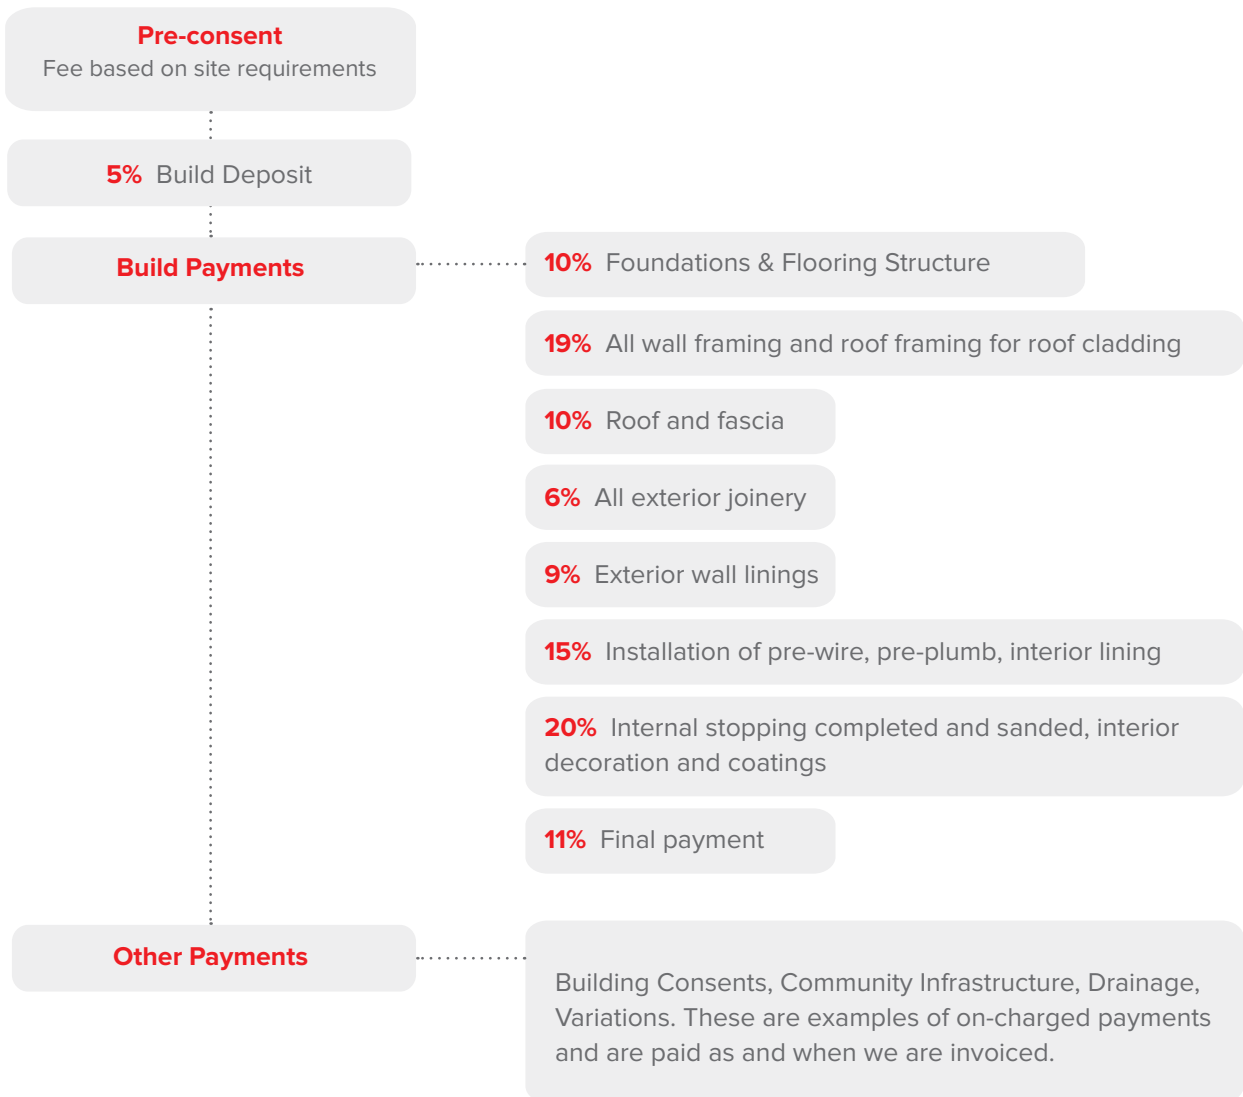 Pre-consent
Fee based on site requirements
5% Build Deposit
Build Payments
10% Foundations & Flooring Structure
19% All wall framing and roof framing for roof cladding
10% Roof and fascia
6% All exterior joinery
9% Exterior wall linings
15% Installation of pre-wire, pre-plumb, interior lining
20% Internal stopping completed and sanded, interior
decoration and coatings
11% Final payment
Other Payments
Building Consents, Community Infrastructure, Drainage,
Variations. These are examples of on-charged payments
and are paid as and when we are invoiced.